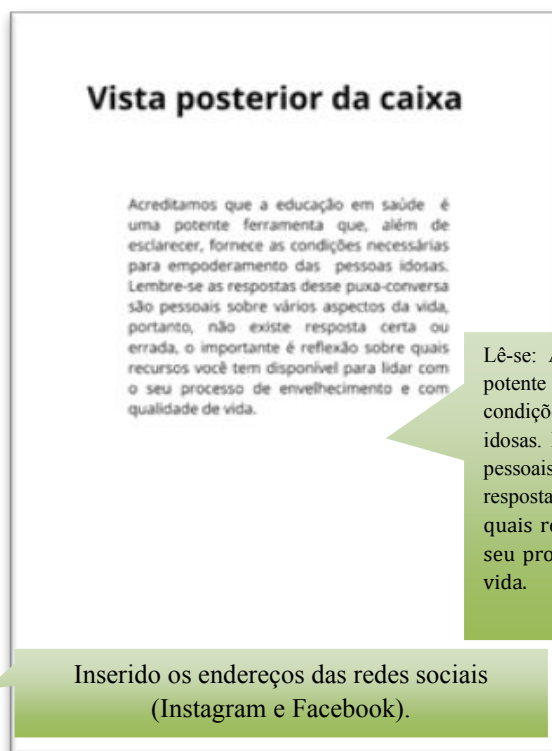 Vista posterior da caixa
Acreditamos que a educação em saúde é
uma potente ferramenta que, além de
esclarecer, fornece as condições necessárias
para empoderamento das pessoas idosas.
Lembre-se as respostas desse puxa-conversa
são pessoais sobre vários aspectos da vida,
portanto, não existe resposta certa ou
errada, o importante é reflexão sobre quais
recursos você tem disponível para lidar com
o seu processo de envelhecimento e com
qualidade de vida.
Lê-se:
potente
idosas.
pessoais
quais
seu
vida.
Inserido os endereços das redes sociais
(Instagram e Facebook).